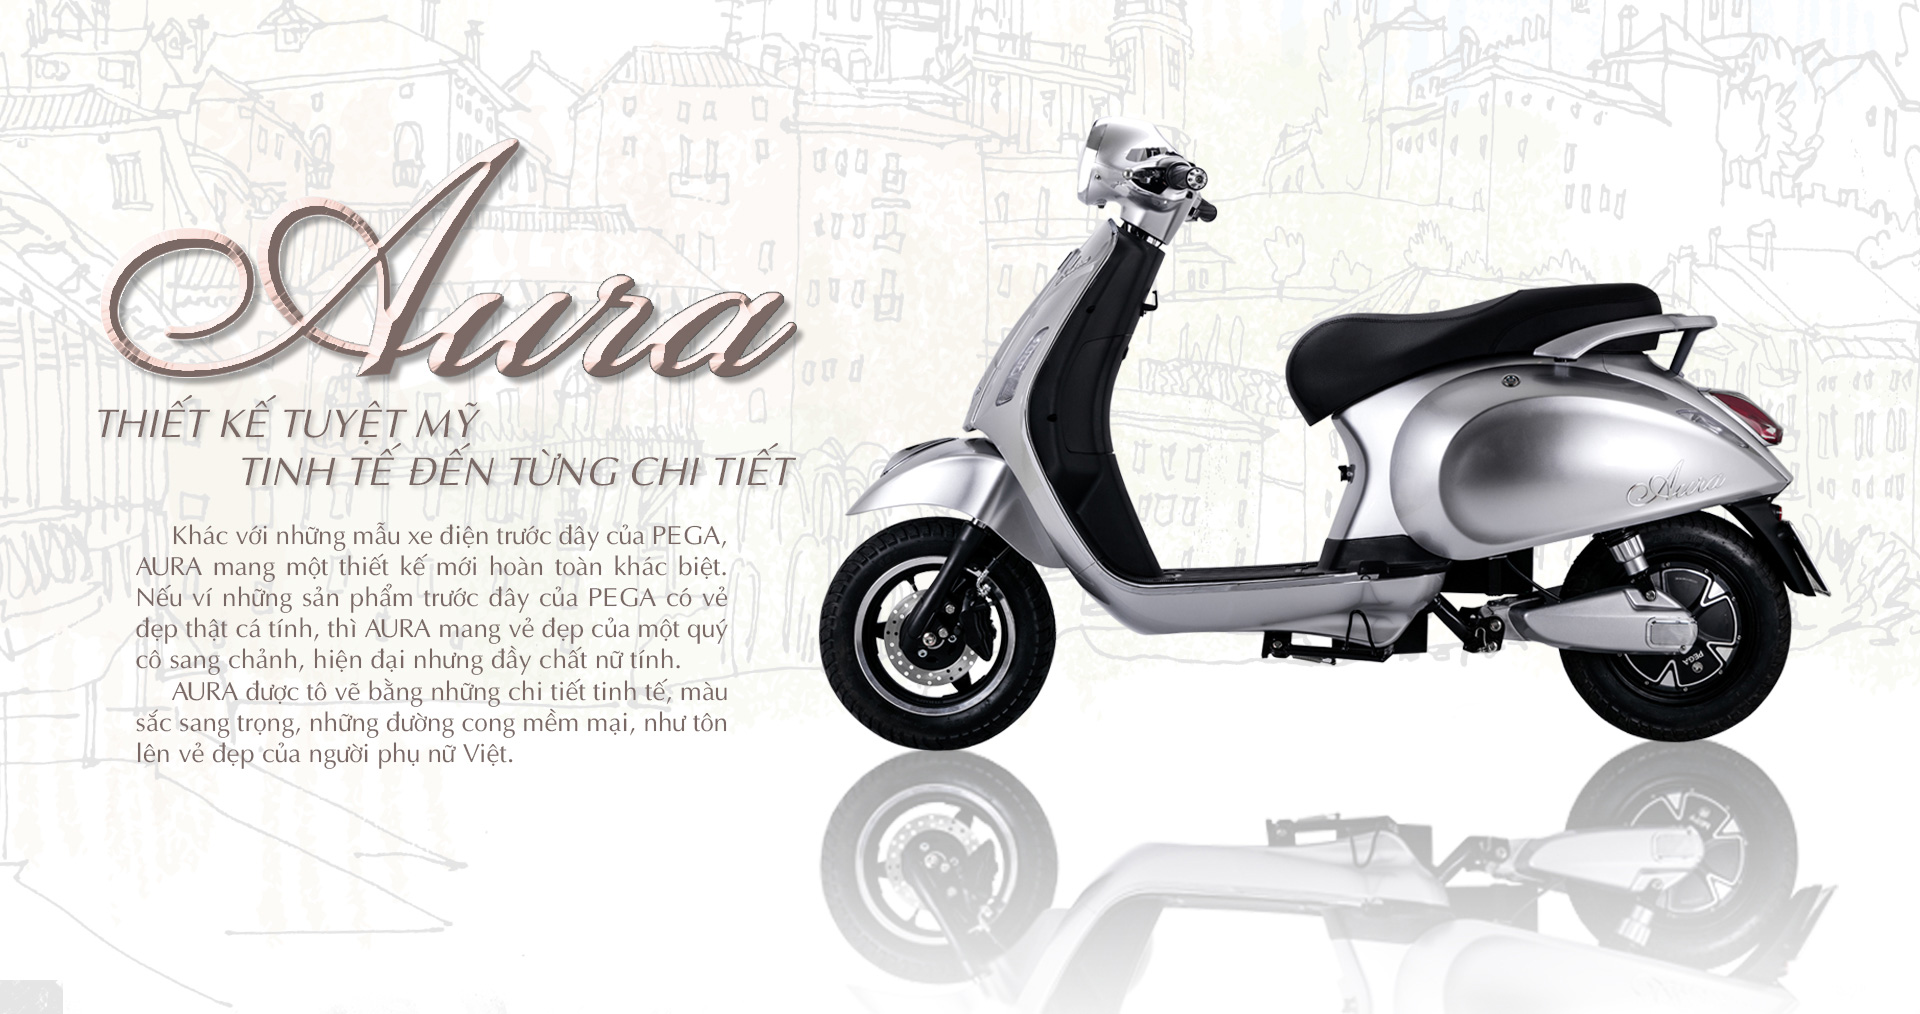 Aura
THIẾT KẾ TUYỆT MỸ
TINH TẾ ĐẾN TỪNG CHI TIẾT
Khác với những mẫu xe điện trước đây của PEGA,
AURA mang một thiết kế mới hoàn toàn khác biệt.
Nếu ví những sản phẩm trước đây của PEGA có vẻ
đẹp thật cá tính, thì AURA mang vẻ đẹp của một quý
cô sang chảnh, hiện đại nhưng đầy chất nữ tính.
AURA được tô vẽ bằng những chi tiết tinh tế, màu
sắc sang trọng, những đường cong mềm mại, như tôn
lên vẻ đẹp của người phụ nữ Việt.
Aura
PEGA